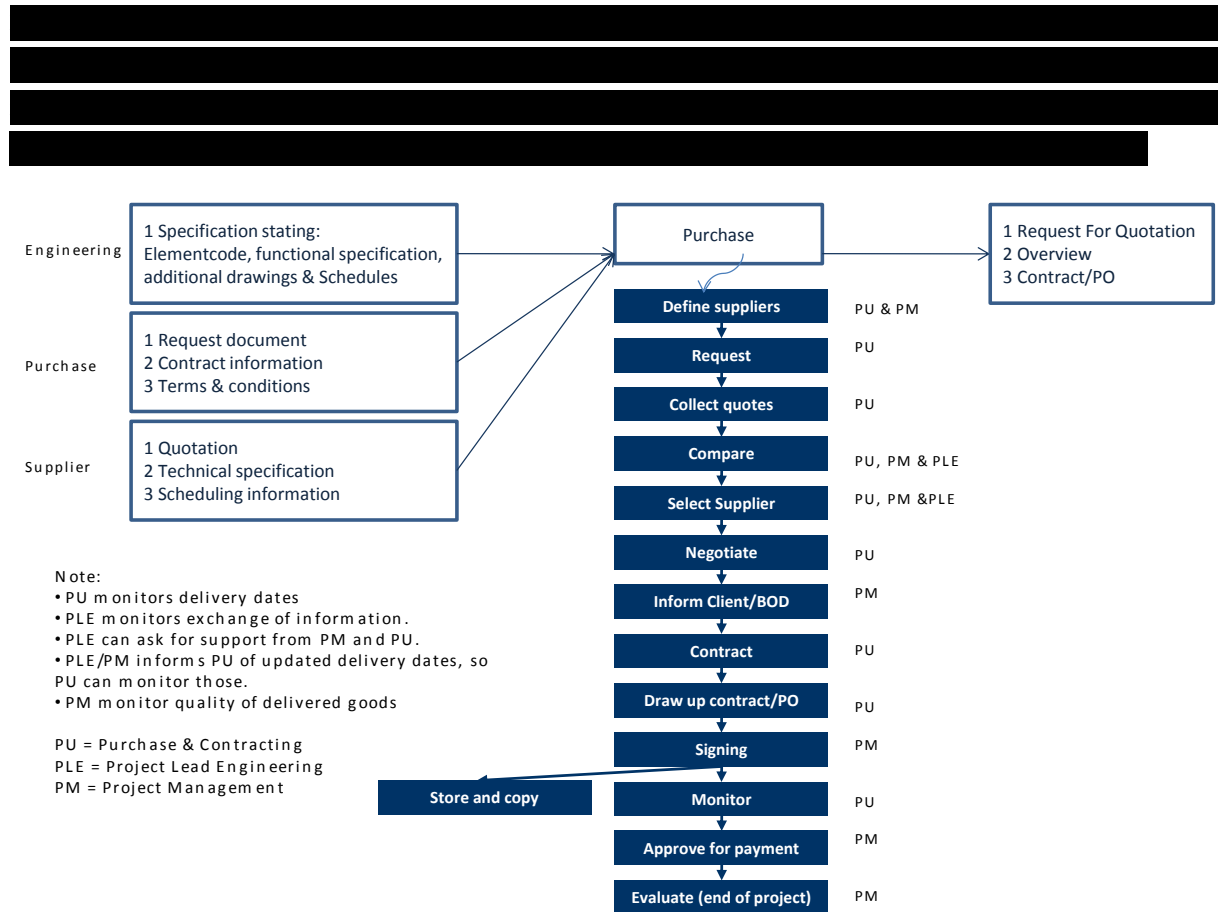 Engineering
1 Specification stating:
Elementcode, functional specification,
additional drawings & Schedules
Purchase
1 Request document
2 Contract information
3 Terms & conditions
Supplier
1 Quotation
2 Technical specification
3 Scheduling information
Purchase
1 Request For Quotation
2 Overview
3 Contract/PO
Define suppliers
PU & PM
Request
PU
Collect quotes
PU
Compare
PU, PM & PLE
Select Supplier
PU, PM &PLE
Negotiate
PU
Inform Client/BOD
PM
Contract
PU
Draw up contract/PO
PU
Signing
PM
Store and copy
Monitor
PU
Approve for payment
PM
Evaluate (end of project)
PM
Note:
• PU monitors delivery dates
• PLE monitors exchange of information.
• PLE can ask for support from PM and PU.
• PLE/PM informs PU of updated delivery dates, so
PU can monitor those.
• PM monitor quality of delivered goods
PU = Purchase & Contracting
PLE = Project Lead Engineering
PM = Project Management